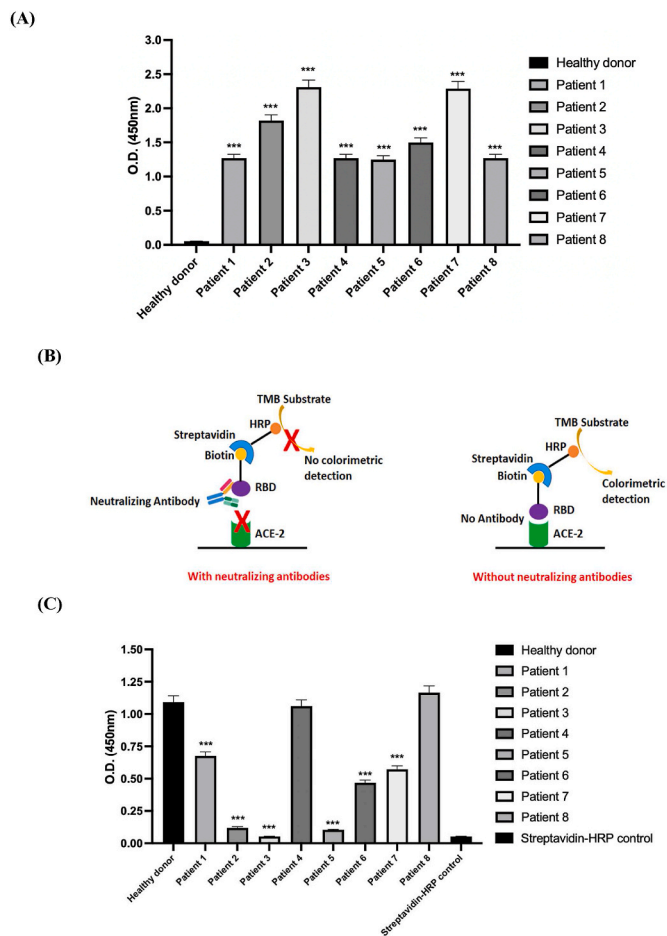 (A)
O.D. (450nm)
3.0
2.5
2.0
1.5
1.0
0.5
0.0
***
***
***
***
***
***
***
***
Healthy donor
Patient 1
Patient 2
Patient 3
Patient 4
Patient 5
Patient 6
Patient 7
Patient 8
Healthy donor
Patient 1
Patient 2
Patient 3
Patient 4
Patient 5
Patient 6
Patient 7
Patient 8
(B)
TMB Substrate
HRP
Streptavidin
Biotin
X
No colorimetric
detection
RBD
Neutralizing Antibody
X
ACE-2
With neutralizing antibodies
TMB Substrate
HRP
Streptavidin
Biotin
Colorimetric
detection
RBD
No Antibody
ACE-2
Without neutralizing antibodies
(C)
O.D. (450nm)
1.50
1.25
1.00
0.75
0.50
0.25
0.00
***
***
***
***
***
***
Healthy donor
Patient 1
Patient 2
Patient 3
Patient 4
Patient 5
Patient 6
Patient 7
Patient 8
Streptavidin-HRP control
Healthy donor
Patient 1
Patient 2
Patient 3
Patient 4
Patient 5
Patient 6
Patient 7
Patient 8
Streptavidin-HRP control